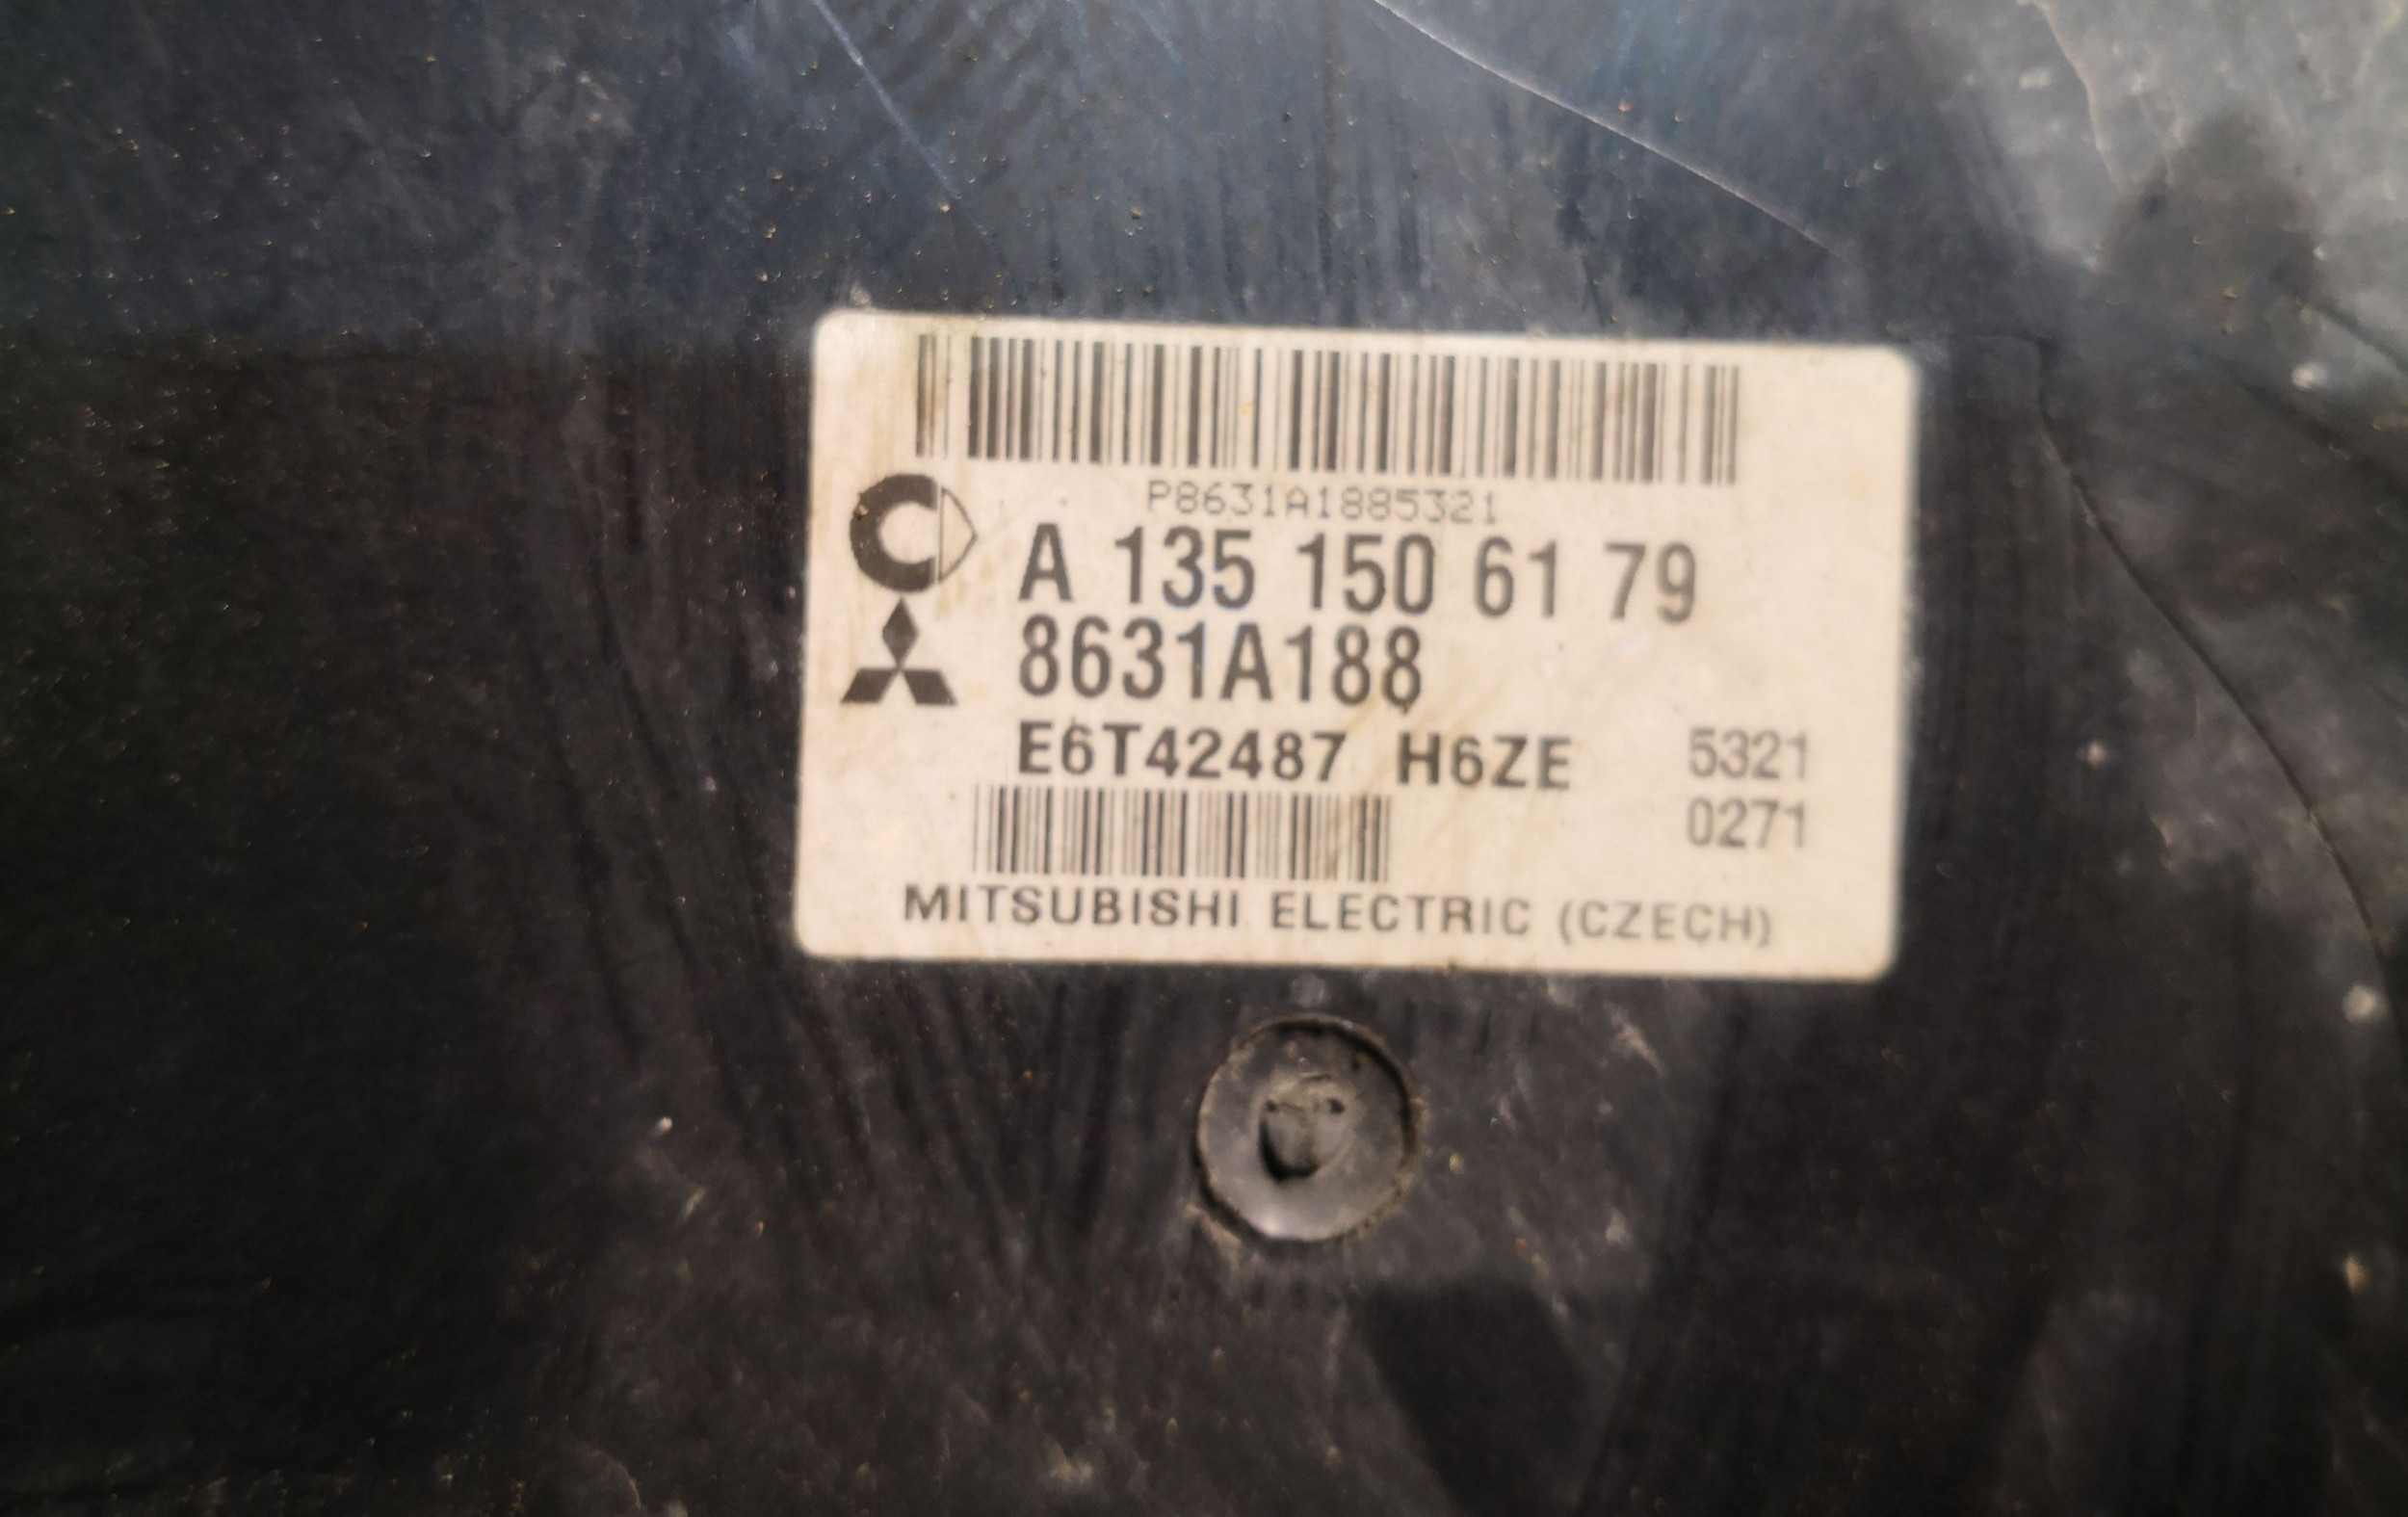 P8631A1885321
A 135 150 61 79
8631A188
E6T42487 H6ZE 5321
0271
MITSUBISHI ELECTRIC (CZECH)